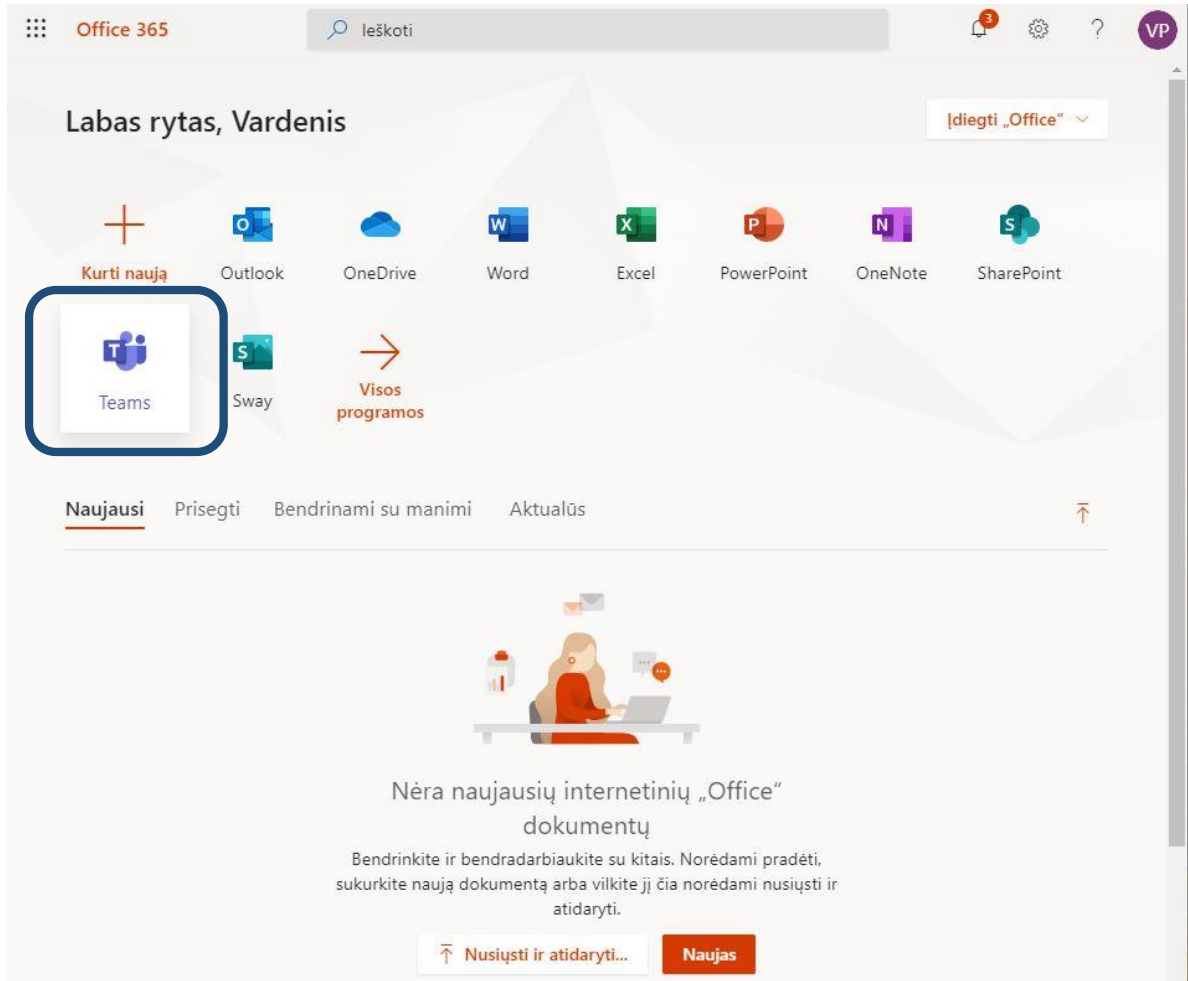 Office 365
Ieškoti
3
?
VP
Labas rytas, Vardenis
Įdiegti „Office“
Kurti naują
Outlook
OneDrive
Word
Excel
PowerPoint
OneNote
SharePoint
Teams
Sway
Visos
programos
Naujausi Prisegti Bendrinami su manimi Aktualūs
Nėra naujausių internetinių „Office“
dokumentų
Bendrinkite ir bendradarbiaukite su kitais. Norėdami pradėti,
sukurkite naują dokumentą arba vilkite jį čia norėdami nusiųsti ir
atidaryti.
Nusiųsti ir atidaryti...
Naujas